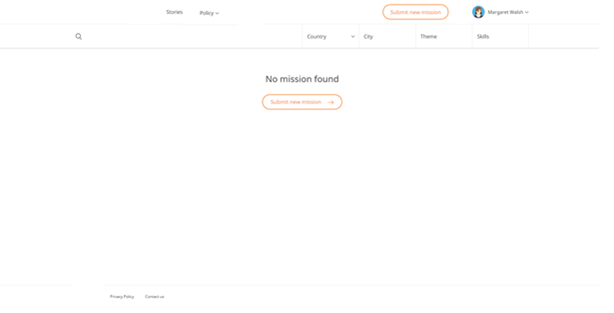 Stories
Policy
Submit new mission
Margaret Walsh
Country
City
Theme
Skills
No mission found
Submit new mission
Privacy Policy
Contact us